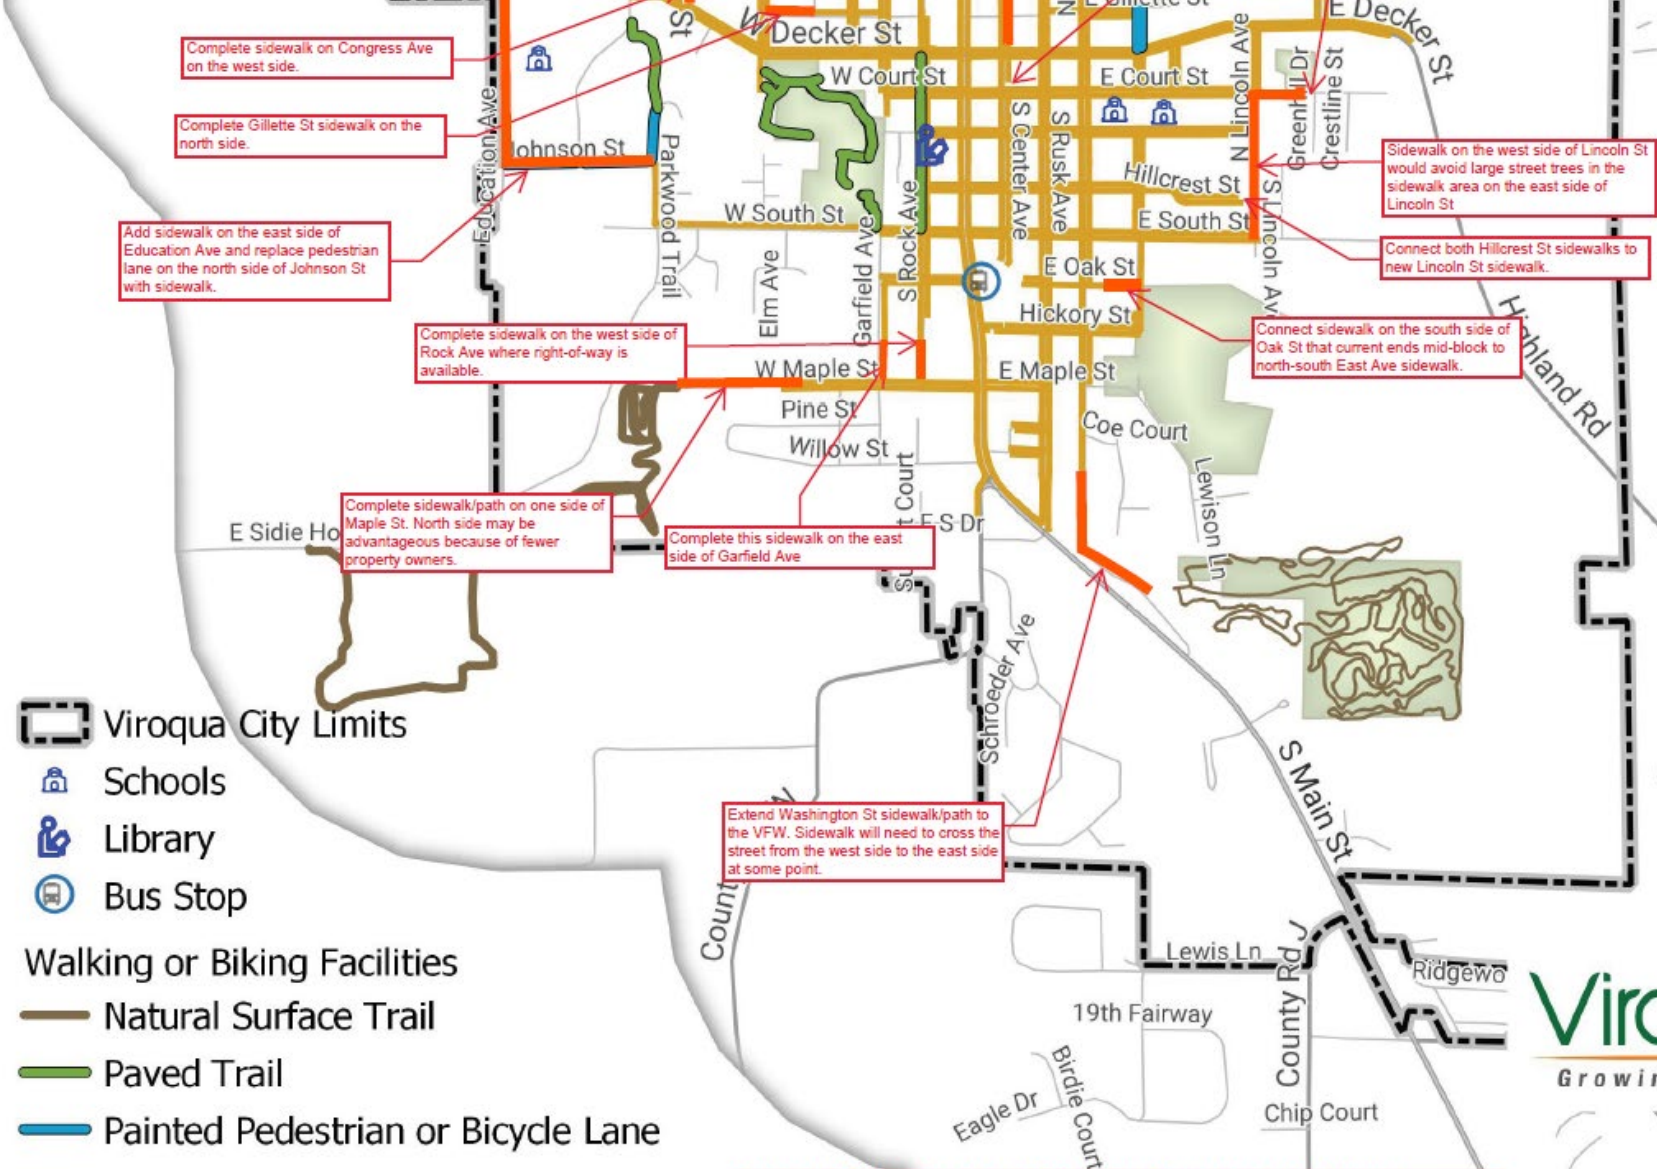 E Gillette St
E Decker St
St
N
W Decker St
Complete sidewalk on Congress Ave
on the west side.
W Court St
E Court St
N Lincoln Ave
Greenhill Dr
Crestline St
Education Ave
Complete Gillette St sidewalk on the
north side.
Johnson St
Parkwood Trail
S Center Ave
S Rusk Ave
Hillcrest St
Sidewalk on the west side of Lincoln St
would avoid large street trees in the
sidewalk area on the east side of
Lincoln St
W South St
E South St
S Rock Ave
Garfield Ave
S Lincoln Av
Add sidewalk on the east side of
Education Ave and replace pedestrian
lane on the north side of Johnson St
with sidewalk.
Connect both Hillcrest St sidewalks to
new Lincoln St sidewalk.
Elm Ave
E Oak St
Hickory St
Highland Rd
Complete sidewalk on the west side of
Rock Ave where right-of-way is
available.
Connect sidewalk on the south side of
Oak St that current ends mid-block to
north-south East Ave sidewalk.
W Maple St
E Maple St
Pine St
Coe Court
Willow St
Lewison Ln
Court
E Sidie Ho
Complete sidewalk/path on one side of
Maple St. North side may be
advantageous because of fewer
property owners.
F S Dr
Complete this sidewalk on the east
side of Garfield Ave
Schroeder Ave
S Main St
Extend Washington St sidewalk/path to
the VFW. Sidewalk will need to cross the
street from the west side to the east side
at some point.
Count
W
Lewis Ln
County Rd J
Ridgewo
19th Fairway
Birdie Court
Eagle Dr
Chip Court
Viroqua City Limits
Schools
Library
Bus Stop
Walking or Biking Facilities
Natural Surface Trail
Paved Trail
Painted Pedestrian or Bicycle Lane
Viro
Growin